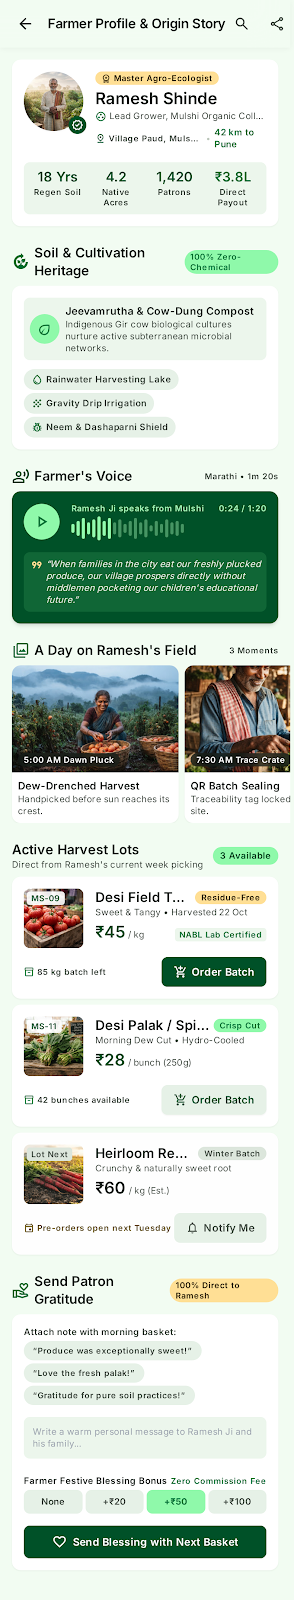 Farmer Profile & Origin Story
Master Agro-Ecologist
Ramesh Shinde
Lead Grower, Mulshi Organic Coll...
Village Paud, Muls... • 42 km to
Pune
18 Yrs 4.2 1,420 ₹3.8L
Regen Soil Native Patrons Direct
Acres Payout
Soil & Cultivation 100% Zero-
Heritage Chemical
Jeevamrutha & Cow-Dung Compost
Indigenous Gir cow biological cultures
nurture active subterranean microbial
networks.
Rainwater Harvesting Lake
Gravity Drip Irrigation
Neem & Dashaparni Shield
Farmer's Voice Marathi • 1m 20s
Ramesh Ji speaks from Mulshi 0:24 / 1:20
"When families in the city eat our freshly plucked
produce, our village prospers directly without
middlemen pocketing our children's educational
future."
A Day on Ramesh's Field 3 Moments
5:00 AM Dawn Pluck 7:30 AM Trace Crate
Dew-Drenched Harvest QR Batch Sealing
Handpicked before sun reaches its Traceability tag locked
crest. site.
Active Harvest Lots 3 Available
Direct from Ramesh's current week picking
MS-09 Desi Field T... Residue-Free
Sweet & Tangy • Harvested 22 Oct
₹45 / kg NABL Lab Certified
85 kg batch left Order Batch
MS-11 Desi Palak / Spi... Crisp Cut
Morning Dew Cut • Hydro-Cooled
₹28 / bunch (250g)
42 bunches available Order Batch
Lot Next Heirloom Re... Winter Batch
Crunchy & naturally sweet root
₹60 / kg (Est.)
Pre-orders open next Tuesday Notify Me
Send Patron 100% Direct to
Gratitude Ramesh
Attach note with morning basket:
"Produce was exceptionally sweet!"
"Love the fresh palak!"
"Gratitude for pure soil practices!"
Write a warm personal message to Ramesh Ji and
his family...
Farmer Festive Blessing Bonus Zero Commission Fee
None +₹20 +₹50 +₹100
Send Blessing with Next Basket